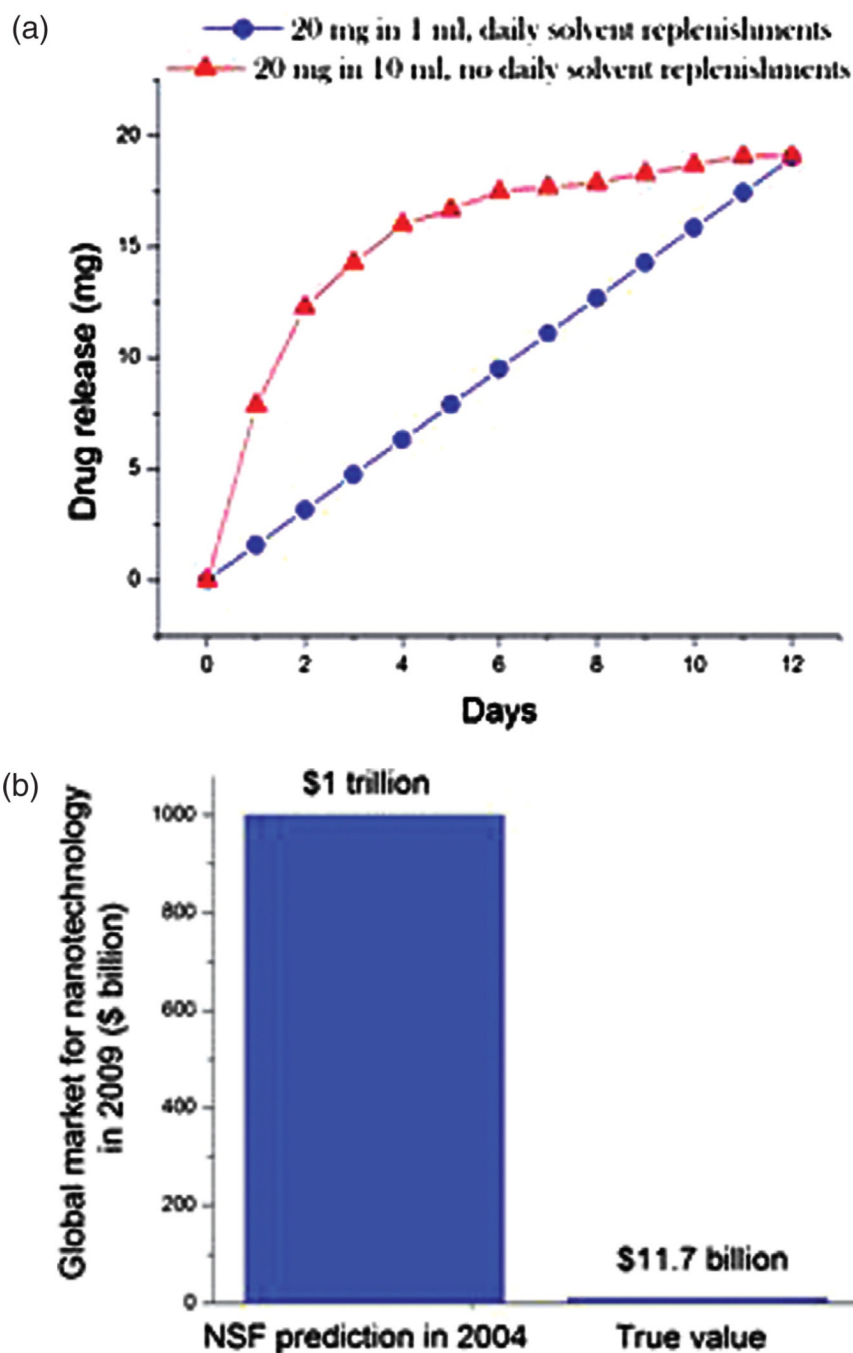 (a)
20 mg in 1 ml, daily solvent replenishments
20 mg in 10 ml, no daily solvent replenishments
20
15
10
5
0
Drug release (mg)
0 2 4 6 8 10 12
Days
(b)
$1 trillion
1000
800
600
400
200
0
Global market for nanotechnology
in 2009 ($ billion)
$11.7 billion
NSF prediction in 2004 True value